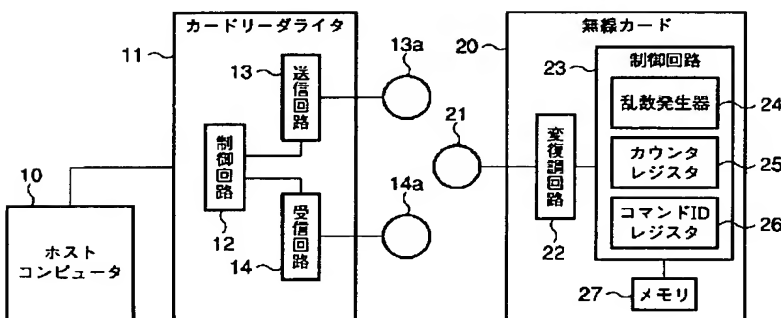 カードリーダライタ
11
13
送信回路
13a
制御回路
12
14
受信回路
14a
10
ホスト
コンピュータ
無線カード
20
21
変復調回路
22
23
制御回路
乱数発生器
24
カウンタ
レジスタ
25
コマンドID
レジスタ
26
27
メモリ